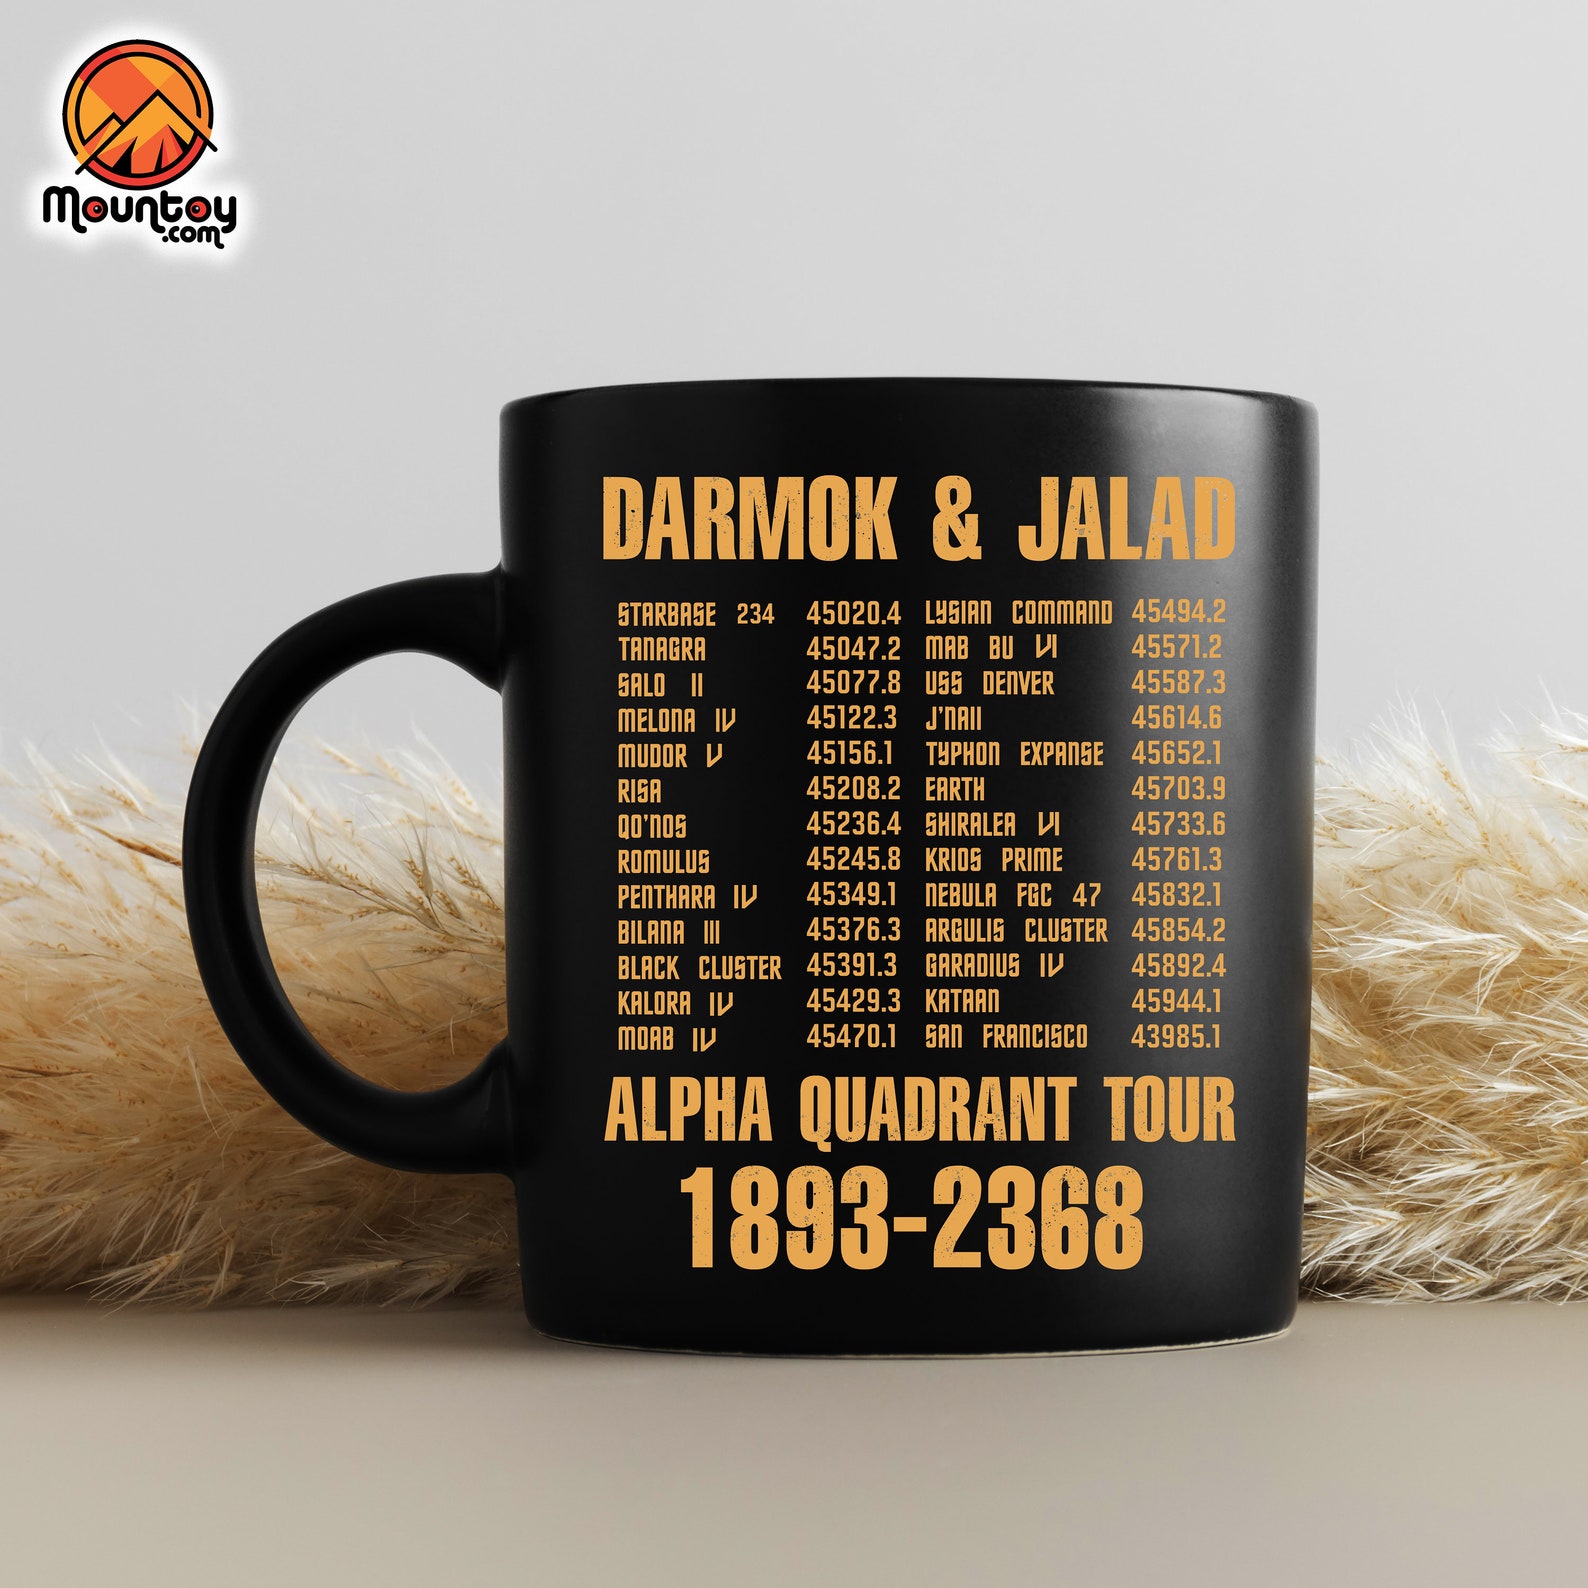 Mountoy
.com
DARMOK & JALAD
STARBASE 234 45020.4 LYSIAN COMMAND 45494.2
TANAGRA 45047.2 MAB BU VI 45571.2
SALO II 45077.8 USS DENVER 45587.3
MELONA IV 45122.3 J'NAII 45614.6
MUDOR V 45156.1 TYPHON EXPANSE 45652.1
RISA 45208.2 EARTH 45703.9
QO'NOS 45236.4 SHIRALEA VI 45733.6
ROMULUS 45245.8 KRIOS PRIME 45761.3
PENTHARA IV 45349.1 NEBULA FGC 47 45832.1
BILANA III 45376.3 ARGULIS CLUSTER 45854.2
BLACK CLUSTER 45391.3 GARADIUS IV 45892.4
KALORA IV 45429.3 KATAAN 45944.1
MOAB IV 45470.1 SAN FRANCISCO 43985.1
ALPHA QUADRANT TOUR
1893-2368